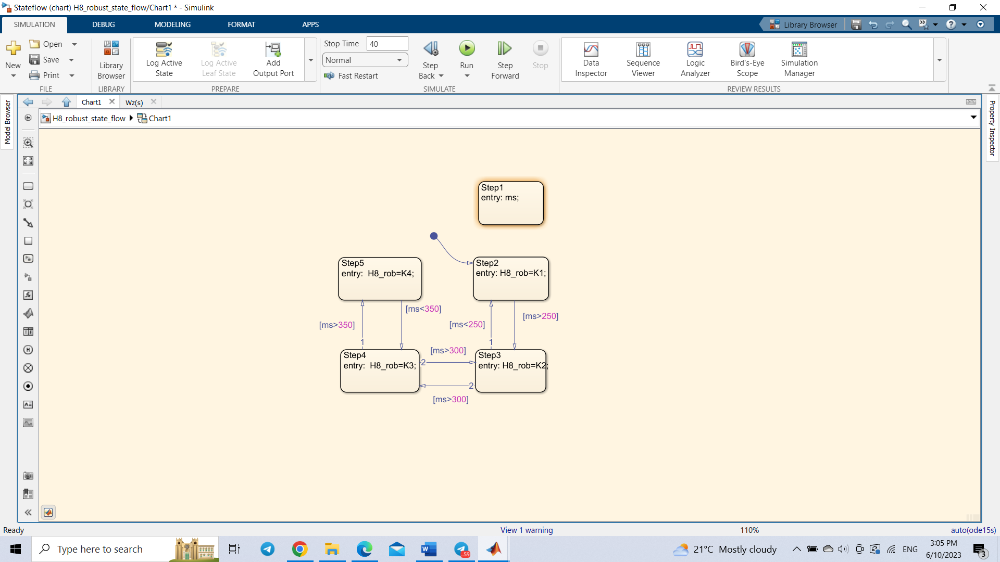 Stateflow (chart) H8_robust_state_flow/Chart1 * - Simulink
SIMULATION DEBUG MODELING FORMAT APPS Library Browser
New Open Save Print
FILE
Library Browser
LIBRARY
Log Active State
Log Active Leaf State
Add Output Port
PREPARE
Stop Time 40
Normal
Fast Restart
Step Back
Run
Step Forward
Stop
SIMULATE
Data Inspector
Sequence Viewer
Logic Analyzer
Bird's-Eye Scope
Simulation Manager
REVIEW RESULTS
Model Browser
Property Inspector
Chart1 Wz(s)
H8_robust_state_flow Chart1
Step1
entry: ms;
Step5
entry: H8_rob=K4;
Step2
entry: H8_rob=K1;
[ms<350]
[ms>350]
[ms<250]
[ms>250]
1
1
[ms>300]
Step4
entry: H8_rob=K3;
2
Step3
entry: H8_rob=K2;
2
[ms>300]
Ready View 1 warning 110% auto(ode15s)
Type here to search
59
21°C Mostly cloudy
ENG
3:05 PM
6/10/2023
3